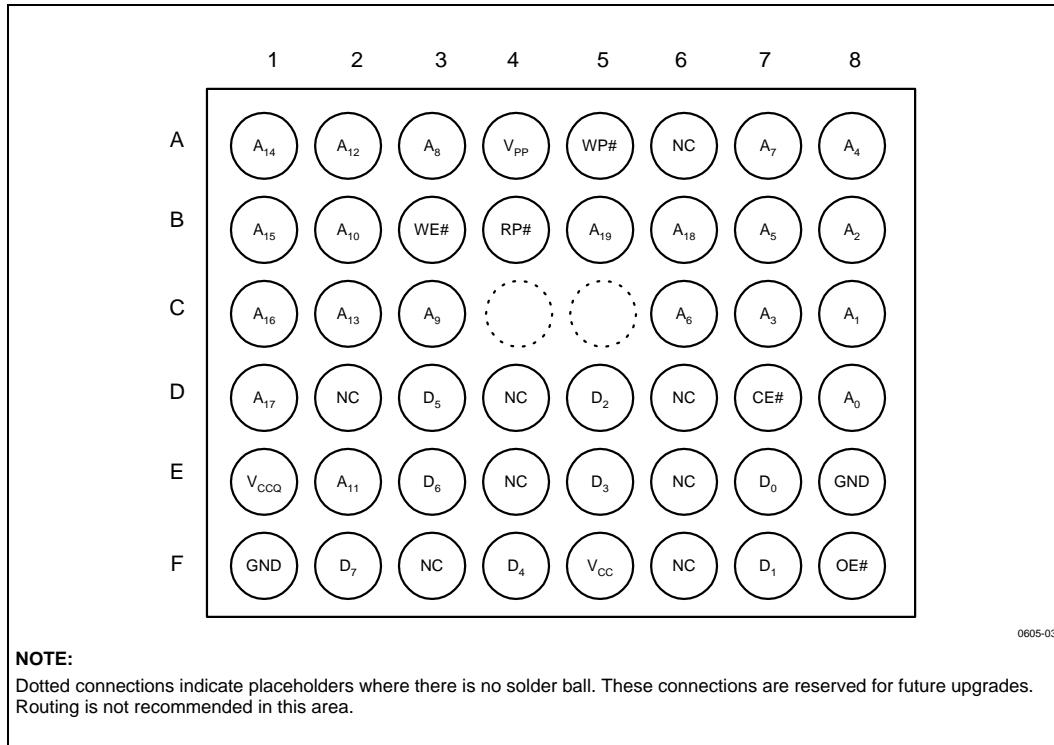 1 2 3 4 5 6 7 8
A A₁₄ A₁₂ A₈ V_PP WP# NC A₇ A₄
B A₁₅ A₁₀ WE# RP# A₁₉ A₁₈ A₅ A₂
C A₁₆ A₁₃ A₉ A₆ A₃ A₁
D A₁₇ NC D₅ NC D₂ NC CE# A₀
E V_CCQ A₁₁ D₆ NC D₃ NC D₀ GND
F GND D₇ NC D₄ V_CC NC D₁ OE#
0605-03
NOTE:
Dotted connections indicate placeholders where there is no solder ball. These connections are reserved for future upgrades.
Routing is not recommended in this area.